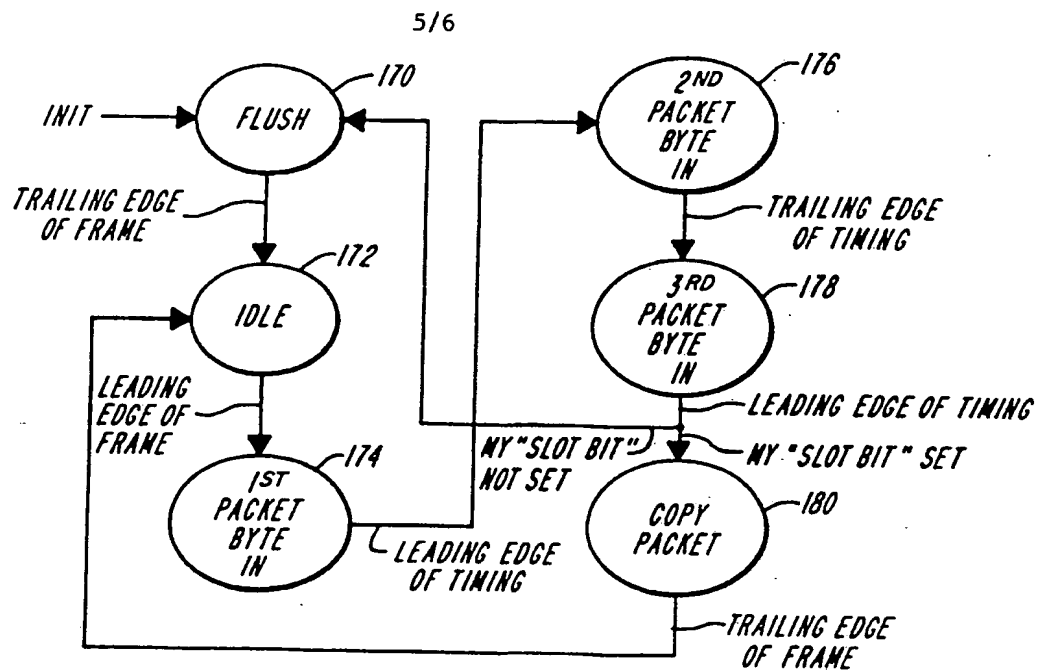 5/6
170
INIT
FLUSH
TRAILING EDGE
OF FRAME
172
IDLE
LEADING
EDGE OF
FRAME
174
1ST
PACKET
BYTE
IN
LEADING EDGE
OF TIMING
176
2ND
PACKET
BYTE
IN
TRAILING EDGE
OF TIMING
178
3RD
PACKET
BYTE
IN
LEADING EDGE OF TIMING
MY "SLOT BIT"
NOT SET
MY "SLOT BIT" SET
180
COPY
PACKET
TRAILING EDGE
OF FRAME